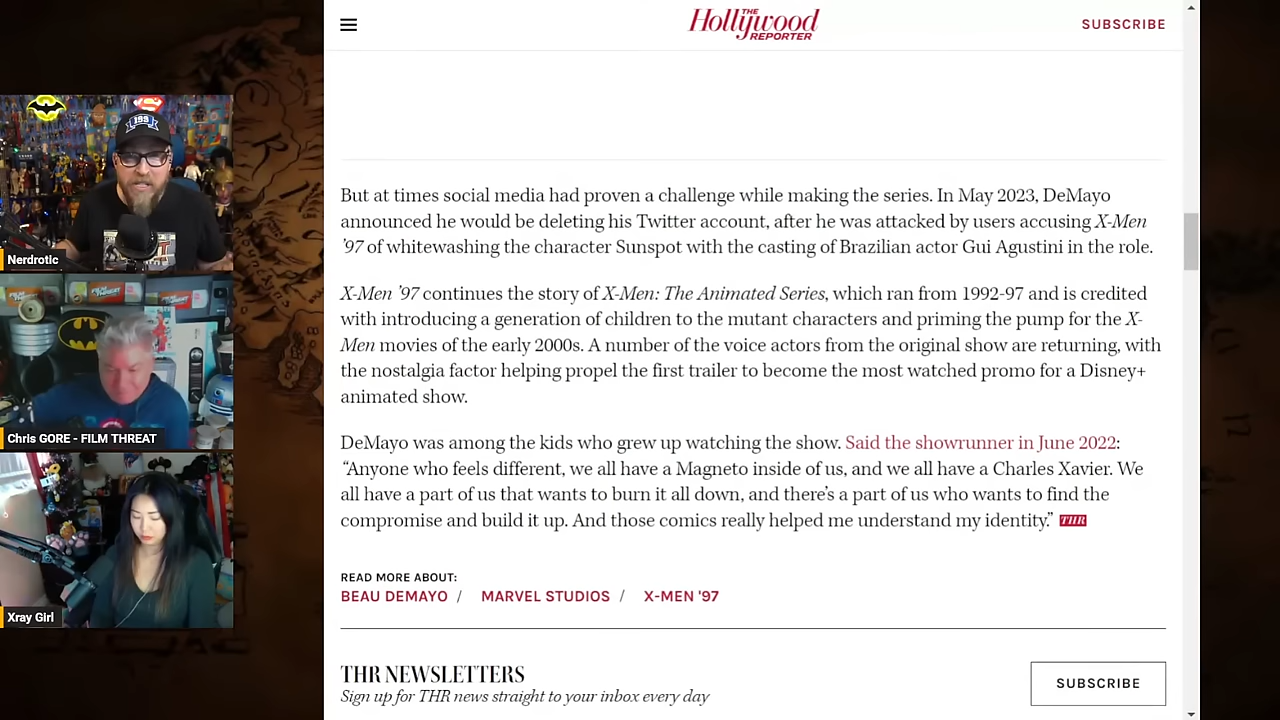 THE
Hollywood
REPORTER
SUBSCRIBE
But at times social media had proven a challenge while making the series. In May 2023, DeMayo
announced he would be deleting his Twitter account, after he was attacked by users accusing X-Men
’97 of whitewashing the character Sunspot with the casting of Brazilian actor Gui Agustini in the role.
X-Men ’97 continues the story of X-Men: The Animated Series, which ran from 1992-97 and is credited
with introducing a generation of children to the mutant characters and priming the pump for the X-
Men movies of the early 2000s. A number of the voice actors from the original show are returning, with
the nostalgia factor helping propel the first trailer to become the most watched promo for a Disney+
animated show.
DeMayo was among the kids who grew up watching the show. Said the showrunner in June 2022:
“Anyone who feels different, we all have a Magneto inside of us, and we all have a Charles Xavier. We
all have a part of us that wants to burn it all down, and there’s a part of us who wants to find the
compromise and build it up. And those comics really helped me understand my identity.” THR
READ MORE ABOUT:
BEAU DEMAYO / MARVEL STUDIOS / X-MEN '97
THR NEWSLETTERS
Sign up for THR news straight to your inbox every day
SUBSCRIBE
Nerdrotic
Chris GORE - FILM THREAT
Xray Girl